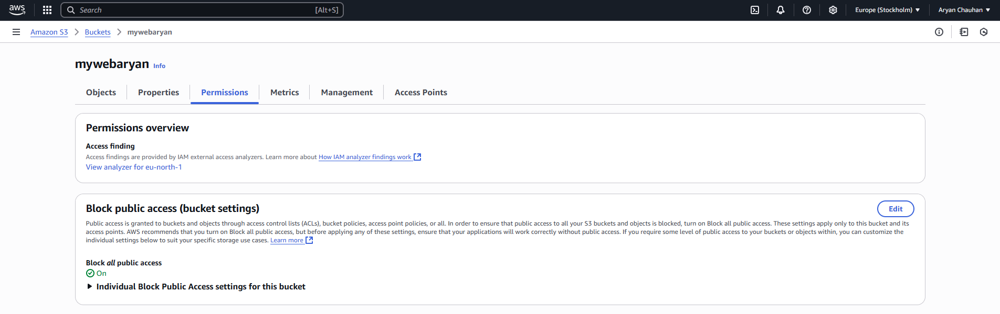 aws
Search [Alt+S]
Europe (Stockholm)
Aryan Chauhan
Amazon S3 Buckets mywebaryan
mywebaryan Info
Objects Properties Permissions Metrics Management Access Points
Permissions overview
Access finding
Access findings are provided by IAM external access analyzers. Learn more about How IAM analyzer findings work
View analyzer for eu-north-1
Block public access (bucket settings)
Edit
Public access is granted to buckets and objects through access control lists (ACLs), bucket policies, access point policies, or all. In order to ensure that public access to all your S3 buckets and objects is blocked, turn on Block all public access. These settings apply only to this bucket and its
access points. AWS recommends that you turn on Block all public access, but before applying any of these settings, ensure that your applications will work correctly without public access. If you require some level of public access to your buckets or objects within, you can customize the
individual settings below to suit your specific storage use cases. Learn more
Block all public access
On
Individual Block Public Access settings for this bucket